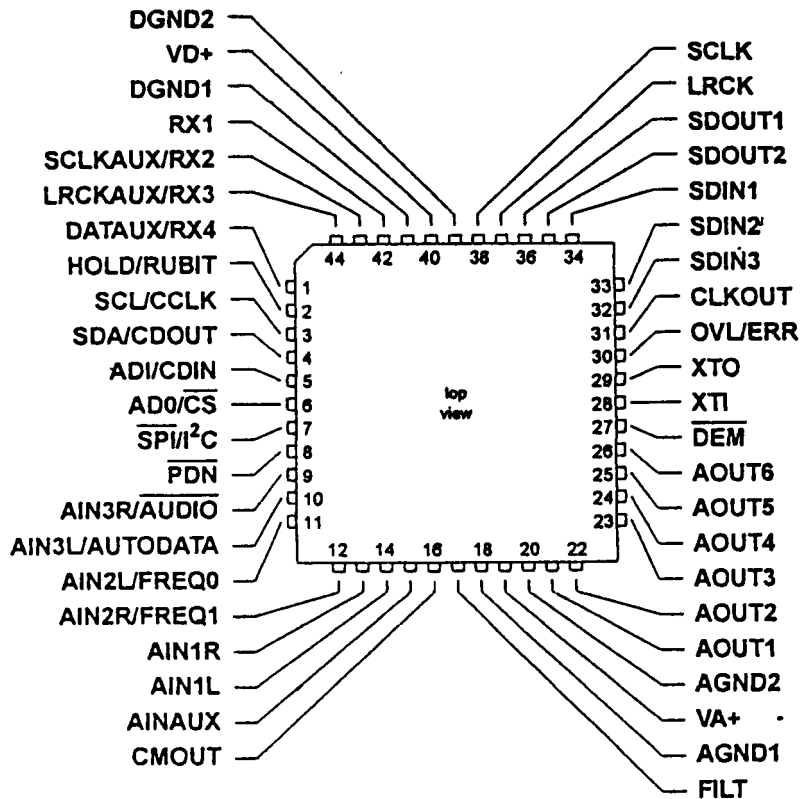 DGND2
VD+
DGND1
RX1
SCLKAUX/RX2
LRCKAUX/RX3
DATAUX/RX4
HOLD/RUBIT
SCL/CCLK
SDA/CDOUT
ADI/CDIN
AD0/CS
SPI/I²C
PDN
AIN3R/AUDIO
AIN3L/AUTODATA
AIN2L/FREQ0
AIN2R/FREQ1
AIN1R
AIN1L
AINAUX
CMOUT
44 42 40 38 36 34
1
2
3
4
5
6
7
8
9
10
11
top
view
12 14 16 18 20 22
33
32
31
30
29
28
27
26
25
24
23
SCLK
LRCK
SDOUT1
SDOUT2
SDIN1
SDIN2
SDIN3
CLKOUT
OVL/ERR
XTO
XTI
DEM
AOUT6
AOUT5
AOUT4
AOUT3
AOUT2
AOUT1
AGND2
VA+
AGND1
FILT